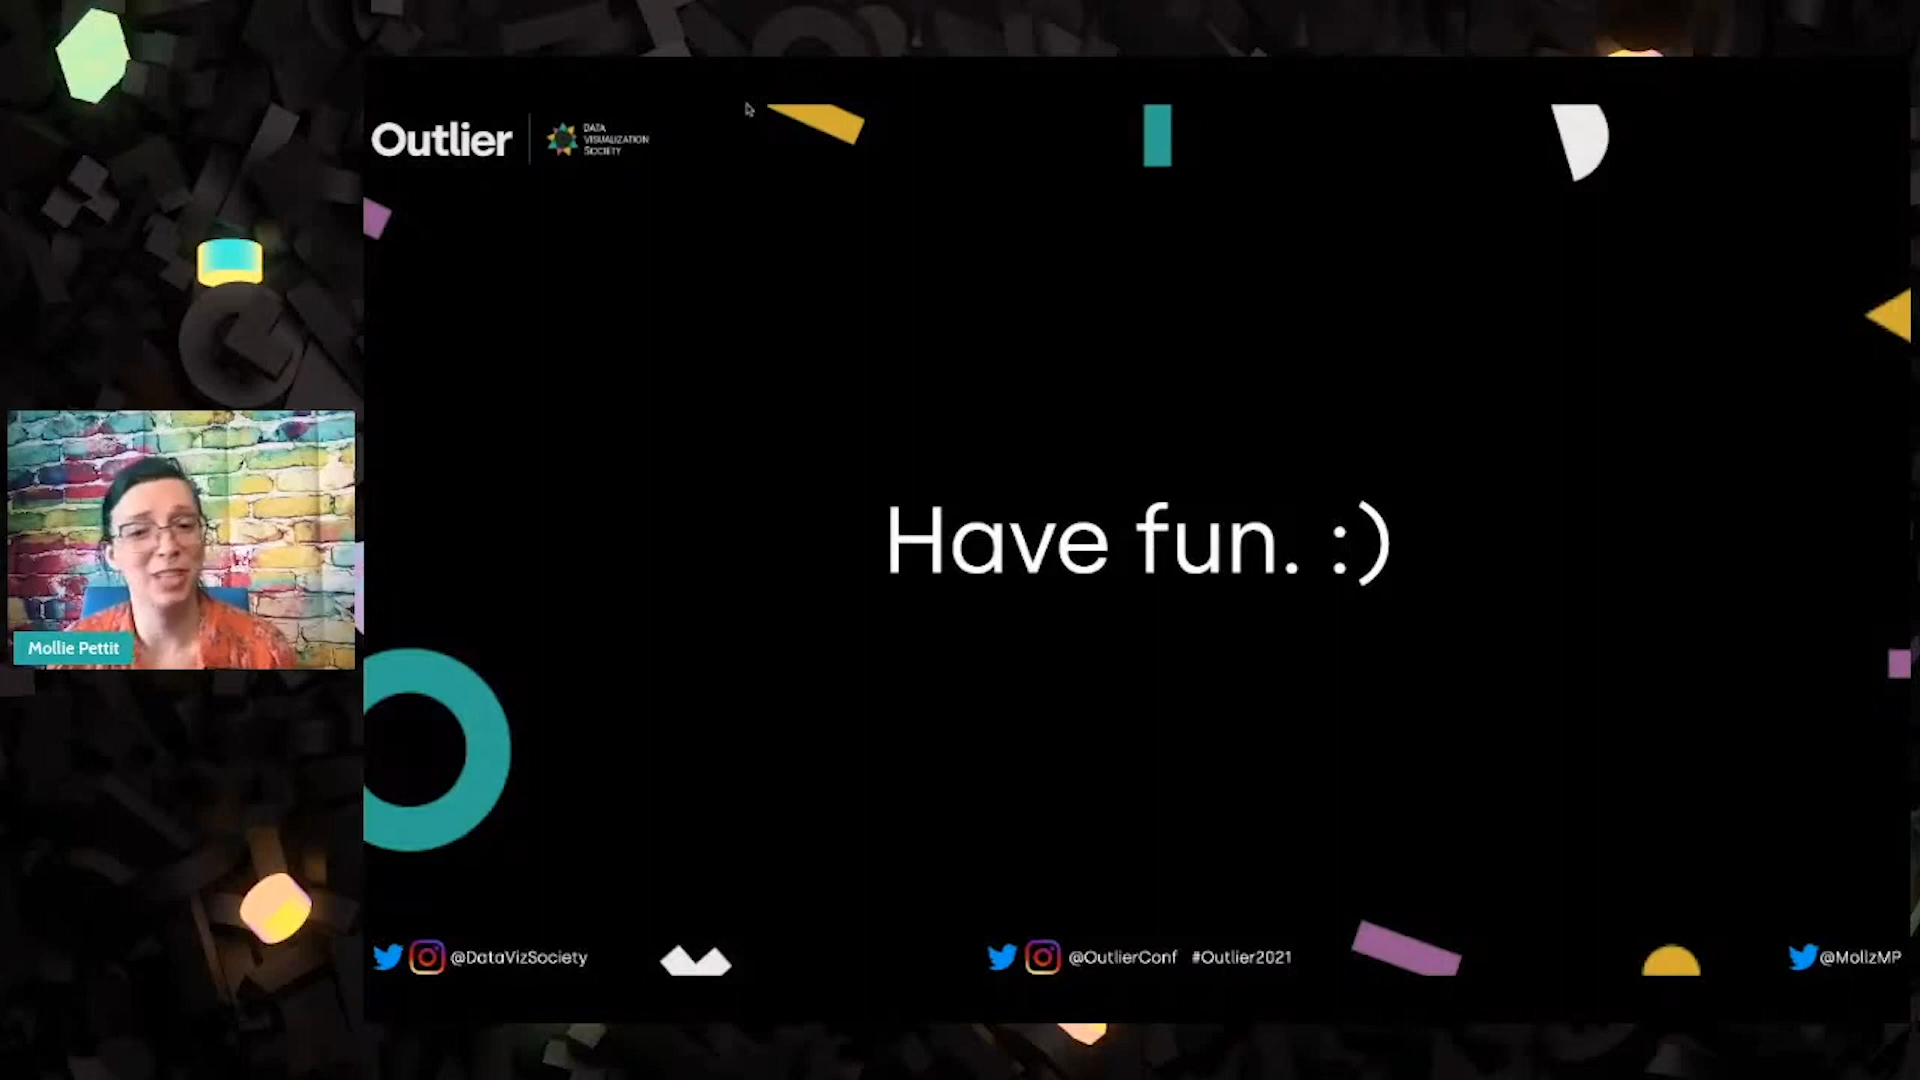 Outlier
DATA
VISUALIZATION
SOCIETY
Have fun. :)
Mollie Pettit
@DataVizSociety
@OutlierConf #Outlier2021
@MollzMP